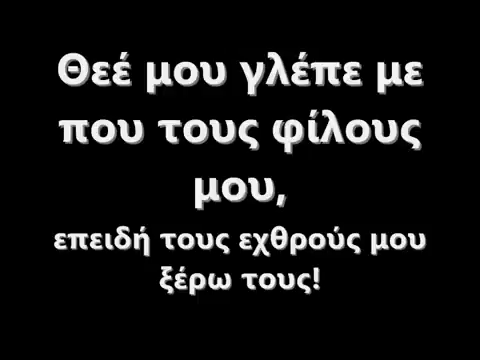 Θεέ μου γλέπε με
που τους φίλους
μου,
επειδή τους εχθρούς μου
ξέρω τους!